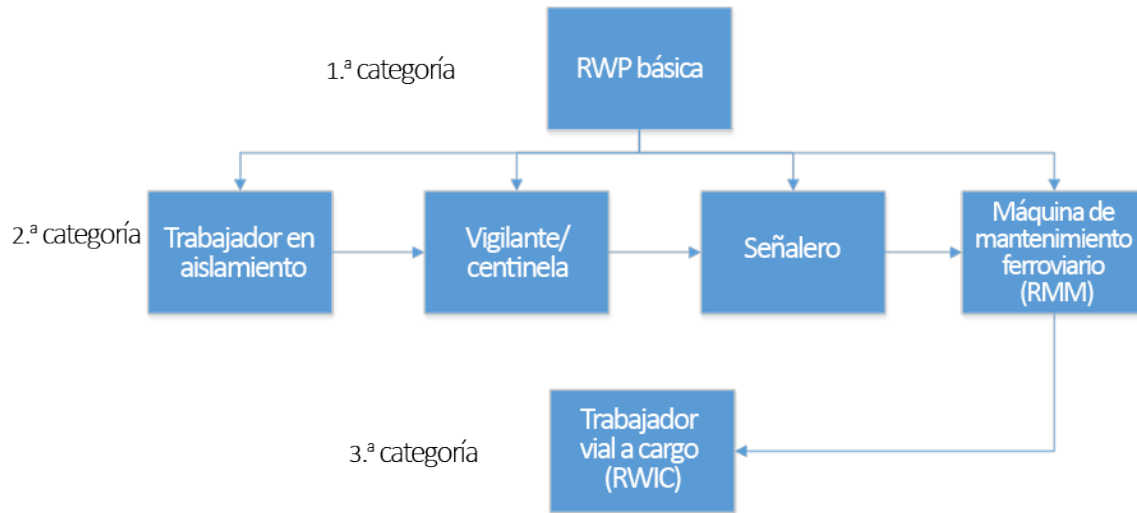 1.ª categoría
RWP básica
2.ª categoría
Trabajador en
aislamiento
Vigilante/
centinela
Señalero
Máquina de
mantenimiento
ferroviario
(RMM)
3.ª categoría
Trabajador
vial a cargo
(RWIC)